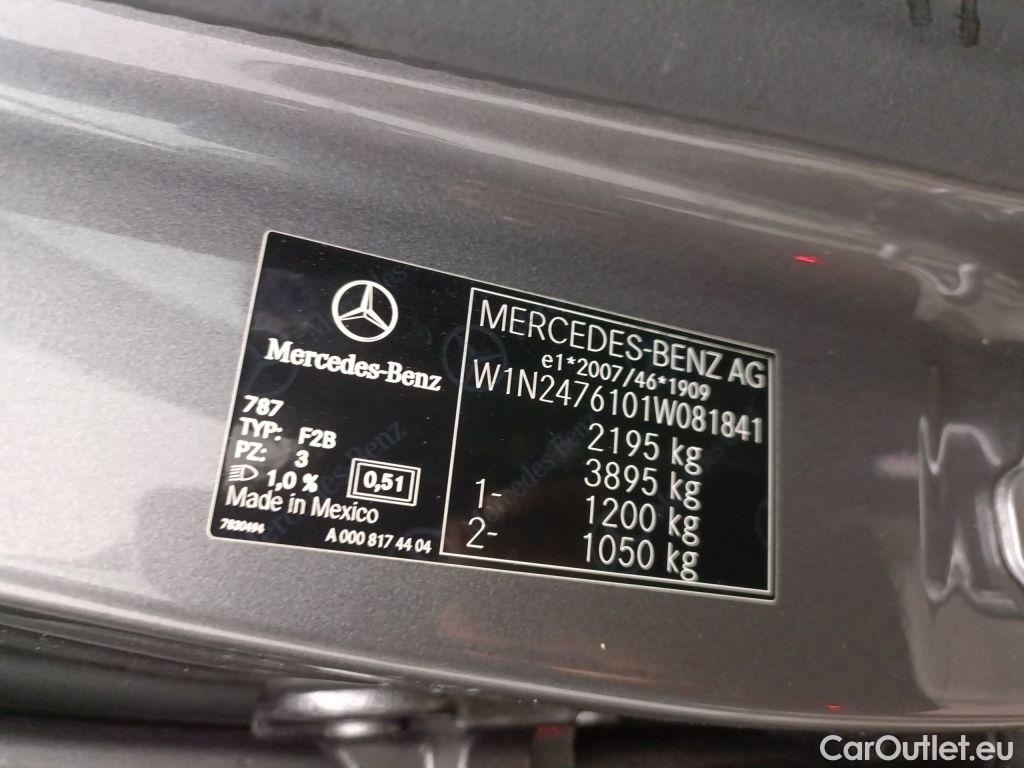 Mercedes-Benz
787
TYP: F2B
PZ: 3
1,0 % 0,51
Made in Mexico
7830494 A 000 817 44 04
MERCEDES-BENZ AG
e1*2007/46*1909
W1N2476101W081841
2195 kg
3895 kg
1- 1200 kg
2- 1050 kg
CarOutlet.eu